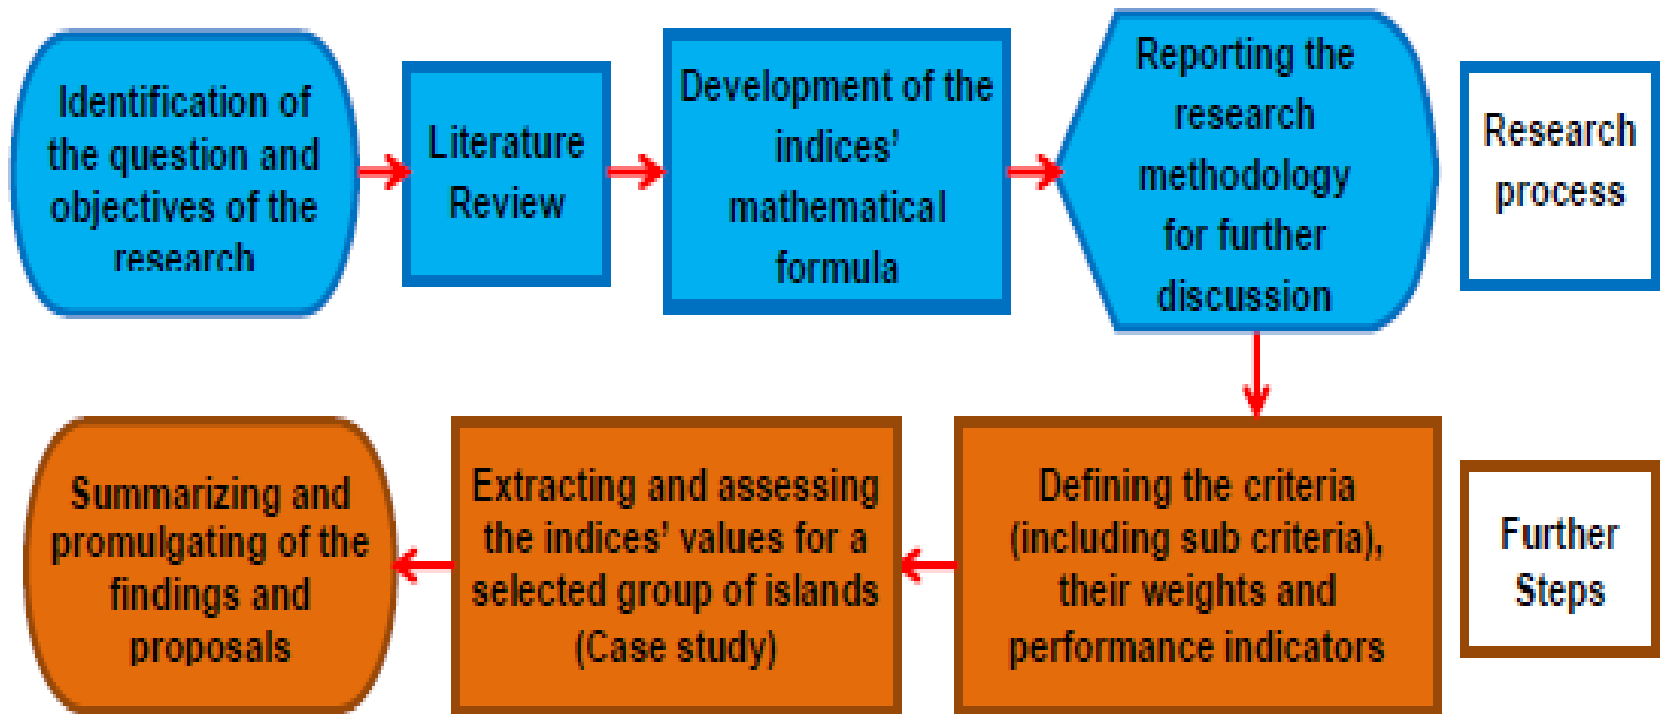 Identification of
the question and
objectives of the
research
Literature
Review
Development of the
indices’
mathematical
formula
Reporting the
research
methodology
for further
discussion
Research
process
Defining the criteria
(including sub criteria),
their weights and
performance indicators
Extracting and assessing
the indices’ values for a
selected group of islands
(Case study)
Summarizing and
promulgating of the
findings and
proposals
Further
Steps